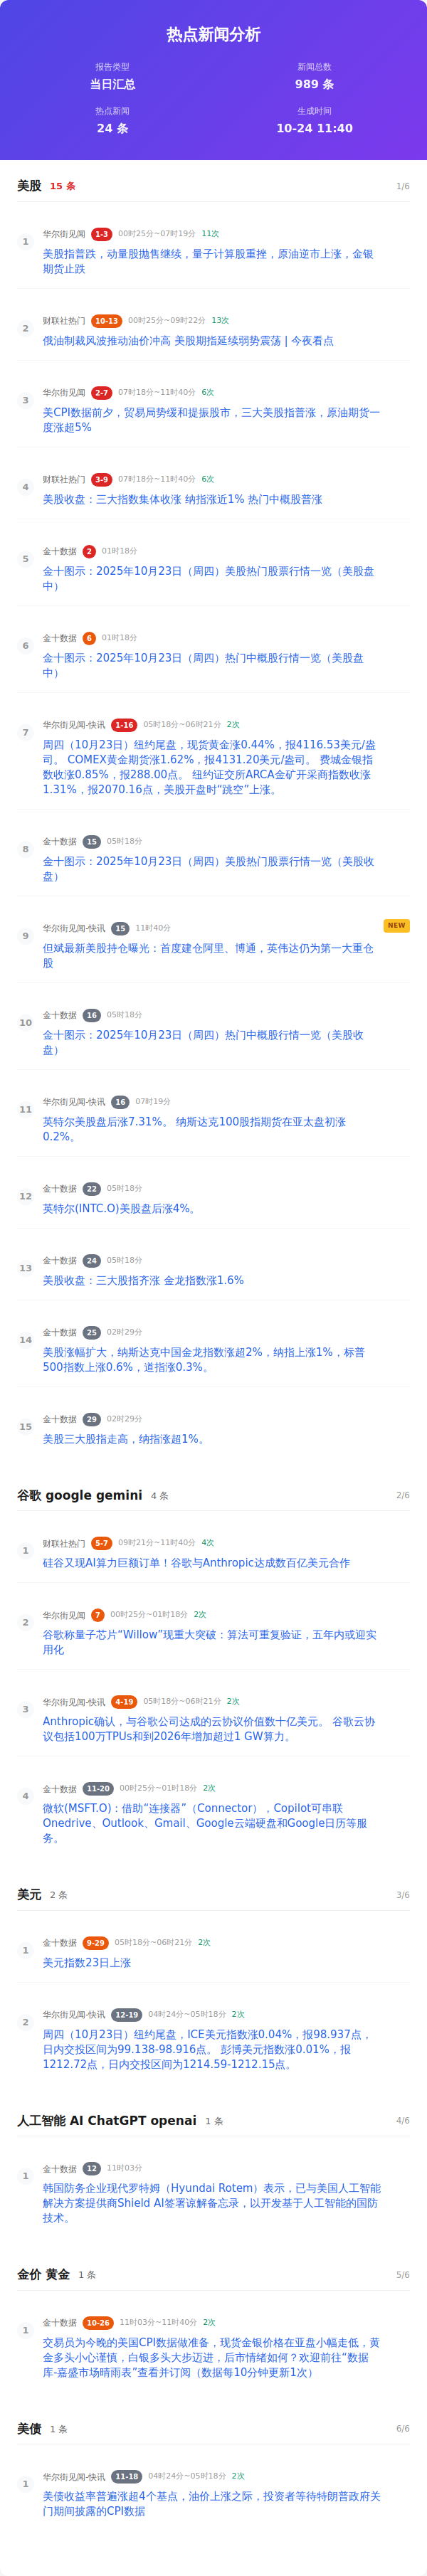 热点新闻分析
报告类型
当日汇总
新闻总数
989 条
热点新闻
24 条
生成时间
10-24 11:40
美股 15 条 1/6
1
华尔街见闻 1-3 00时25分~07时19分 11次
美股指普跌，动量股抛售继续，量子计算股重挫，原油逆市上涨，金银
期货止跌
2
财联社热门 10-13 00时25分~09时22分 13次
俄油制裁风波推动油价冲高 美股期指延续弱势震荡 | 今夜看点
3
华尔街见闻 2-7 07时18分~11时40分 6次
美CPI数据前夕，贸易局势缓和提振股市，三大美股指普涨，原油期货一
度涨超5%
4
财联社热门 3-9 07时18分~11时40分 6次
美股收盘：三大指数集体收涨 纳指涨近1% 热门中概股普涨
5
金十数据 2 01时18分
金十图示：2025年10月23日（周四）美股热门股票行情一览（美股盘
中）
6
金十数据 6 01时18分
金十图示：2025年10月23日（周四）热门中概股行情一览（美股盘
中）
7
华尔街见闻-快讯 1-16 05时18分~06时21分 2次
周四（10月23日）纽约尾盘，现货黄金涨0.44%，报4116.53美元/盎
司。 COMEX黄金期货涨1.62%，报4131.20美元/盎司。 费城金银指
数收涨0.85%，报288.00点。 纽约证交所ARCA金矿开采商指数收涨
1.31%，报2070.16点，美股开盘时“跳空”上涨。
8
金十数据 15 05时18分
金十图示：2025年10月23日（周四）美股热门股票行情一览（美股收
盘）
9
华尔街见闻-快讯 15 11时40分 NEW
但斌最新美股持仓曝光：首度建仓阿里、博通，英伟达仍为第一大重仓
股
10
金十数据 16 05时18分
金十图示：2025年10月23日（周四）热门中概股行情一览（美股收
盘）
11
华尔街见闻-快讯 16 07时19分
英特尔美股盘后涨7.31%。 纳斯达克100股指期货在亚太盘初涨
0.2%。
12
金十数据 22 05时18分
英特尔(INTC.O)美股盘后涨4%。
13
金十数据 24 05时18分
美股收盘：三大股指齐涨 金龙指数涨1.6%
14
金十数据 25 02时29分
美股涨幅扩大，纳斯达克中国金龙指数涨超2%，纳指上涨1%，标普
500指数上涨0.6%，道指涨0.3%。
15
金十数据 29 02时29分
美股三大股指走高，纳指涨超1%。
谷歌 google gemini 4 条 2/6
1
财联社热门 5-7 09时21分~11时40分 4次
硅谷又现AI算力巨额订单！谷歌与Anthropic达成数百亿美元合作
2
华尔街见闻 7 00时25分~01时18分 2次
谷歌称量子芯片“Willow”现重大突破：算法可重复验证，五年内或迎实
用化
3
华尔街见闻-快讯 4-19 05时18分~06时21分 2次
Anthropic确认，与谷歌公司达成的云协议价值数十亿美元。 谷歌云协
议包括100万TPUs和到2026年增加超过1 GW算力。
4
金十数据 11-20 00时25分~01时18分 2次
微软(MSFT.O)：借助“连接器”（Connector），Copilot可串联
Onedrive、Outlook、Gmail、Google云端硬盘和Google日历等服
务。
美元 2 条 3/6
1
金十数据 9-29 05时18分~06时21分 2次
美元指数23日上涨
2
华尔街见闻-快讯 12-19 04时24分~05时18分 2次
周四（10月23日）纽约尾盘，ICE美元指数涨0.04%，报98.937点，
日内交投区间为99.138-98.916点。 彭博美元指数涨0.01%，报
1212.72点，日内交投区间为1214.59-1212.15点。
人工智能 AI ChatGPT openai 1 条 4/6
1
金十数据 12 11时03分
韩国防务企业现代罗特姆（Hyundai Rotem）表示，已与美国人工智能
解决方案提供商Shield AI签署谅解备忘录，以开发基于人工智能的国防
技术。
金价 黄金 1 条 5/6
1
金十数据 10-26 11时03分~11时40分 2次
交易员为今晚的美国CPI数据做准备，现货金银价格在亚盘小幅走低，黄
金多头小心谨慎，白银多头大步迈进，后市情绪如何？欢迎前往“数据
库-嘉盛市场晴雨表”查看并订阅（数据每10分钟更新1次）
美债 1 条 6/6
1
华尔街见闻-快讯 11-18 04时24分~05时18分 2次
美债收益率普遍涨超4个基点，油价上涨之际，投资者等待特朗普政府关
门期间披露的CPI数据